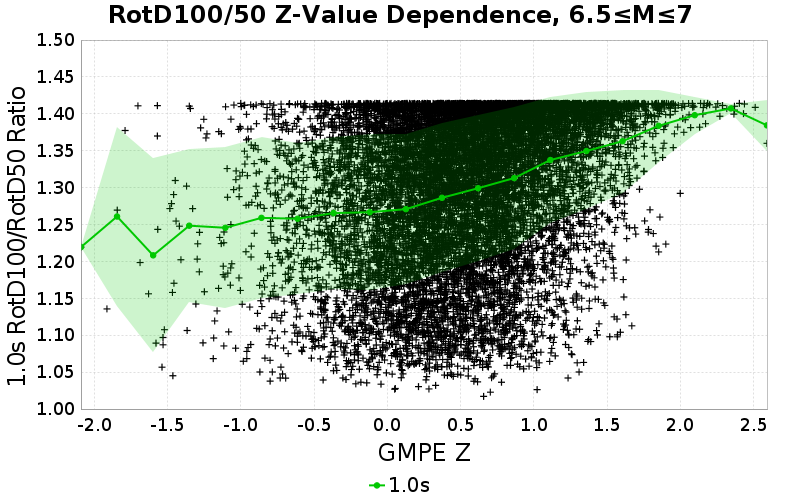 RotD100/50 Z-Value Dependence, 6.5≤M≤7
1.0s RotD100/RotD50 Ratio
1.50
1.45
1.40
1.35
1.30
1.25
1.20
1.15
1.10
1.05
1.00
-2.0 -1.5 -1.0 -0.5 0.0 0.5 1.0 1.5 2.0 2.5
GMPE Z
1.0s